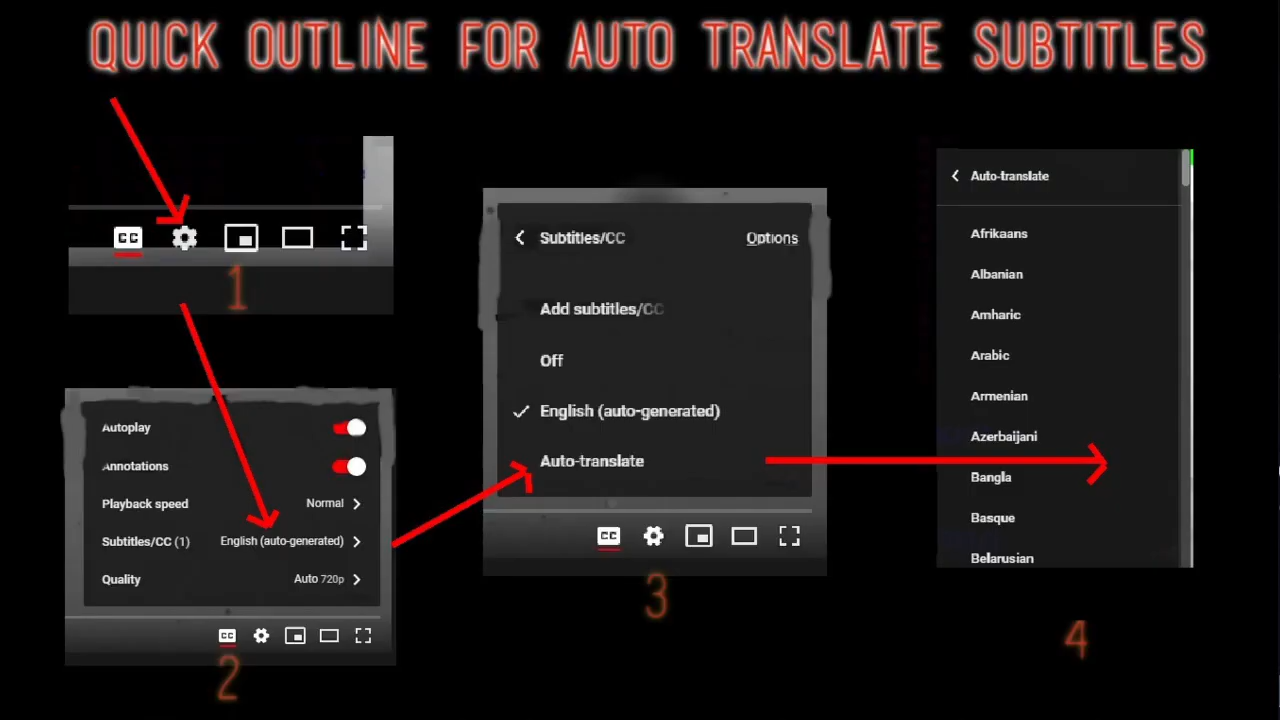 QUICK OUTLINE FOR AUTO TRANSLATE SUBTITLES
CC
1
Autoplay
Annotations
Playback speed Normal
Subtitles/CC (1) English (auto-generated)
Quality Auto 720p
CC
2
Subtitles/CC Options
Add subtitles/CC
Off
English (auto-generated)
Auto-translate
CC
3
Auto-translate
Afrikaans
Albanian
Amharic
Arabic
Armenian
Azerbaijani
Bangla
Basque
Belarusian
4